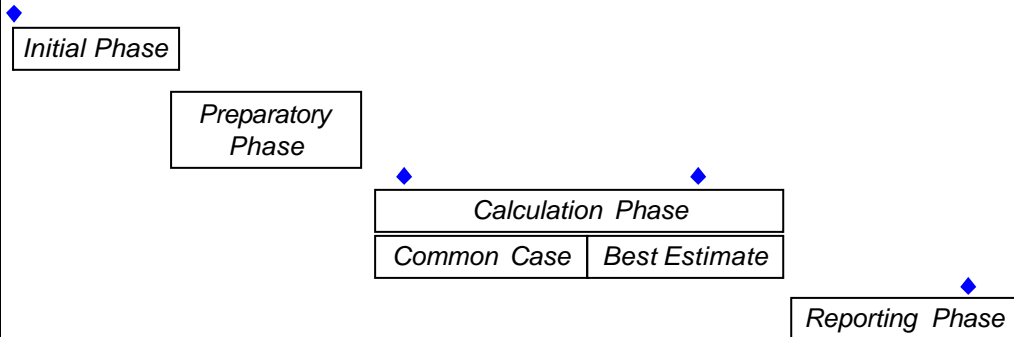 Initial Phase
Preparatory
Phase
Calculation Phase
Common Case
Best Estimate
Reporting Phase